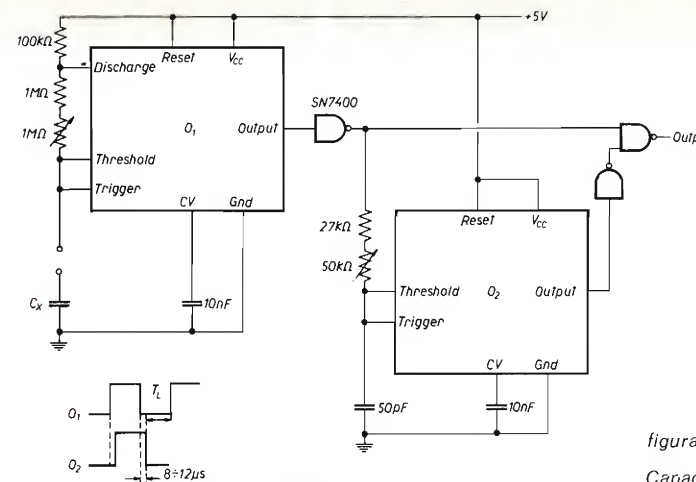 +5V
100kΩ
Discharge
Reset
Vcc
1MΩ
SN7400
1MΩ
O1
Output
Threshold
Outp
Trigger
CV
Gnd
Reset
Vcc
27kΩ
50kΩ
Threshold
O2
Output
Cx
10nF
Trigger
CV
Gnd
50pF
10nF
TL
O1
O2
8÷12µs
figura
Capac